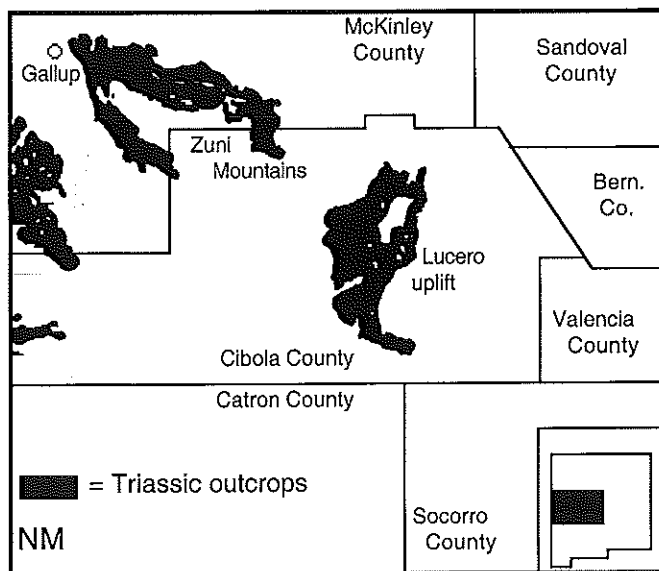 McKinley
County
Sandoval
County
Gallup
Zuni
Mountains
Bern.
Co.
Lucero
uplift
Valencia
County
Cibola County
Catron County
= Triassic outcrops
Socorro
County
NM